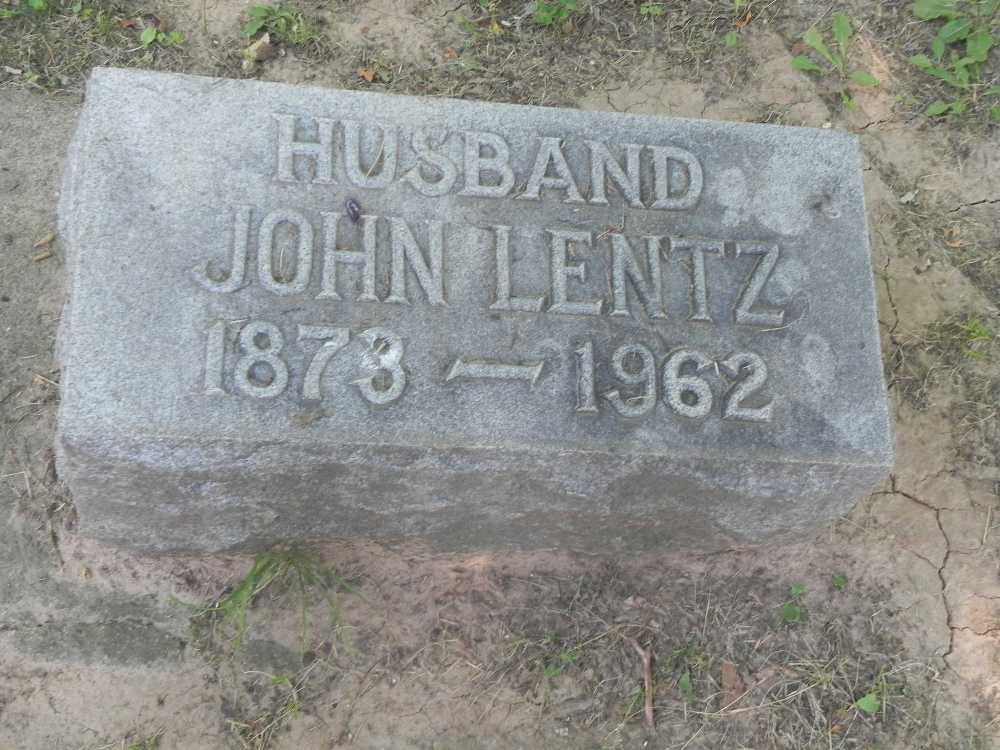 HUSBAND
JOHN LENTZ
1873 – 1962